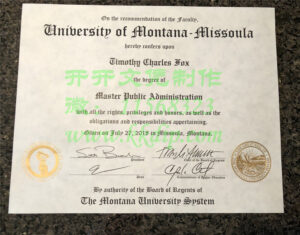 On the recommendation of the Faculty,
University of Montana-Missoula
hereby confers upon
Timothy Charles Fox
the degree of
Master Public Administration
with all the rights, privileges and honors, as well as the
obligations and responsibilities appertaining.
Given on July 27, 2018 in Missoula, Montana.
By authority of the Board of Regents of
The Montana University System